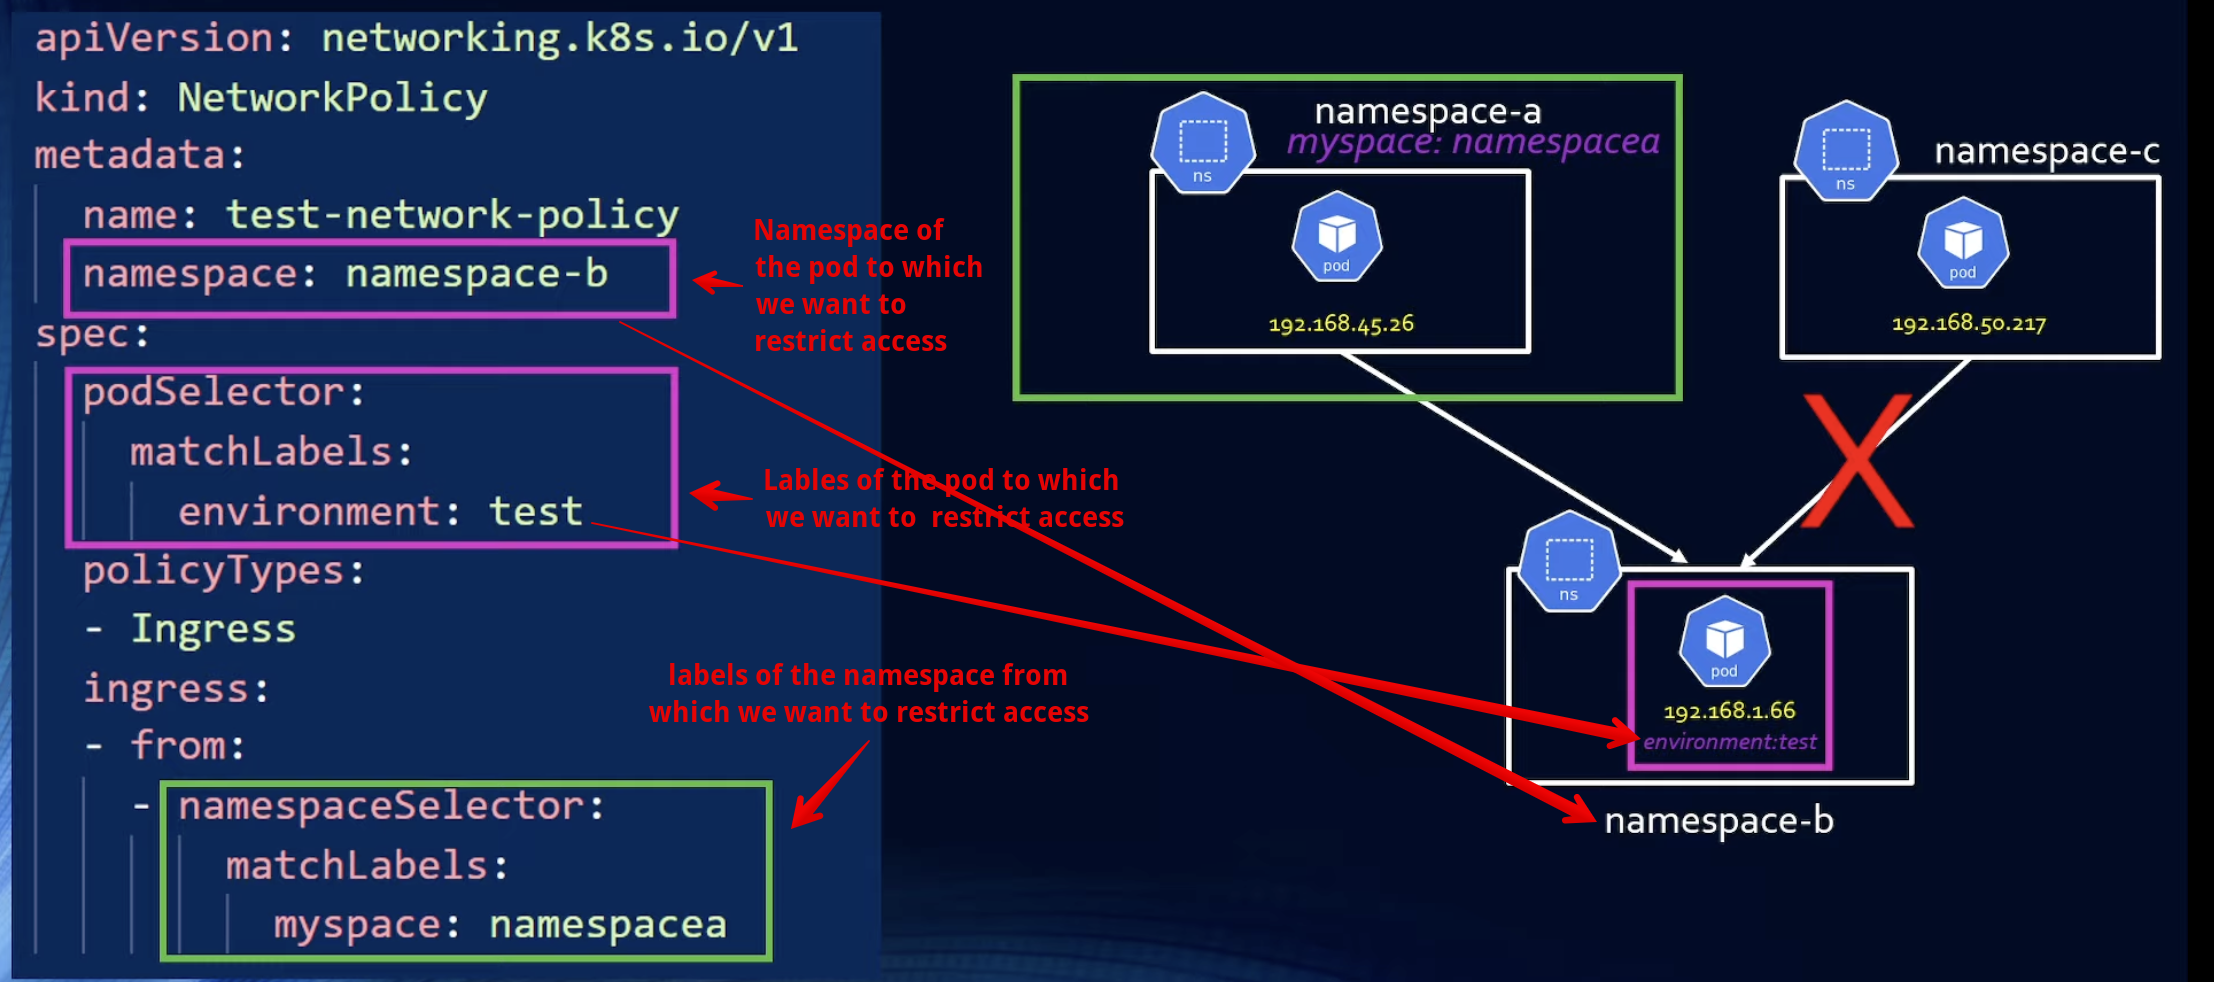 apiVersion: networking.k8s.io/v1
kind: NetworkPolicy
metadata:
name: test-network-policy
namespace: namespace-b
spec:
podSelector:
matchLabels:
environment: test
policyTypes:
- Ingress
ingress:
- from:
- namespaceSelector:
matchLabels:
myspace: namespacea
Namespace of
the pod to which
we want to
restrict access
Lables of the pod to which
we want to restrict access
labels of the namespace from
which we want to restrict access
namespace-a
myspace: namespacea
ns
pod
192.168.45.26
namespace-c
ns
pod
192.168.50.217
X
ns
pod
192.168.1.66
environment:test
namespace-b